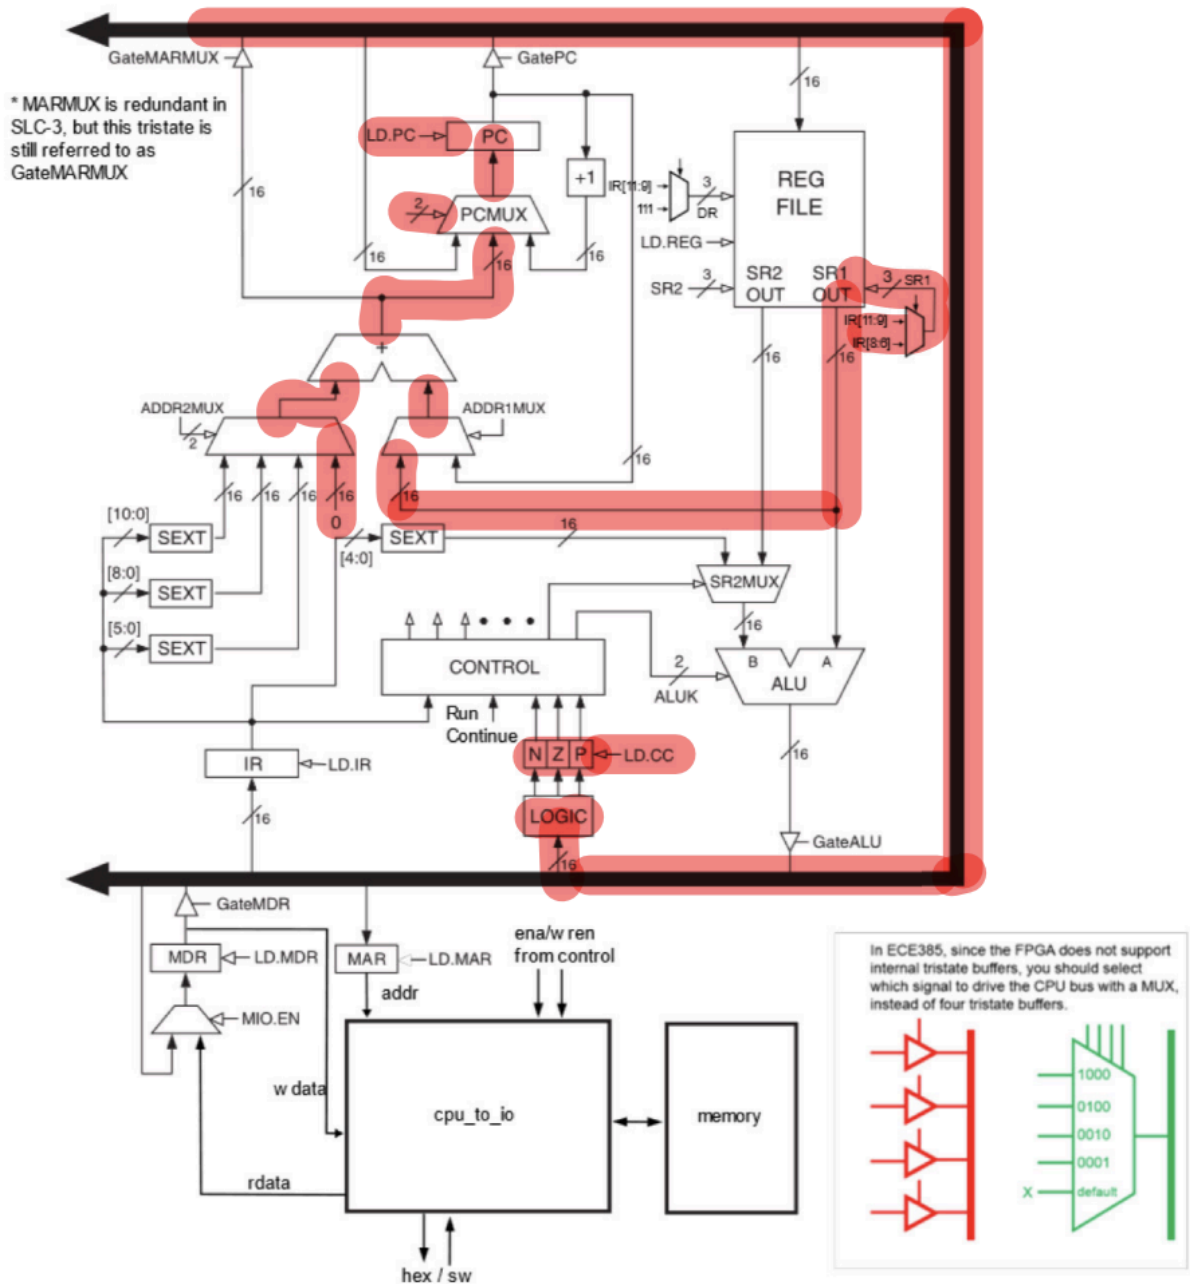 GateMARMUX
GatePC
16
* MARMUX is redundant in
SLC-3, but this tristate is
still referred to as
GateMARMUX
LD.PC
PC
+1
16
2
PCMUX
16
16
16
REG
FILE
IR[11:9]
111
3
DR
LD.REG
SR2
3
SR2
OUT
SR1
OUT
3
SR1
IR[11:9]
IR[8:6]
16
16
+
ADDR2MUX
2
ADDR1MUX
16
16
16
16
16
16
0
[10:0]
SEXT
[4:0]
SEXT
16
[8:0]
SEXT
SR2MUX
[5:0]
SEXT
16
CONTROL
B
A
ALU
2
ALUK
Run
Continue
N Z P
LD.CC
16
IR
LD.IR
LOGIC
16
16
GateALU
GateMDR
MDR
LD.MDR
MAR
LD.MAR
addr
ena/w ren
from control
MIO.EN
w data
rdata
cpu_to_io
memory
hex / sw
In ECE385, since the FPGA does not support
internal tristate buffers, you should select
which signal to drive the CPU bus with a MUX,
instead of four tristate buffers.
1000
0100
0010
0001
X
default